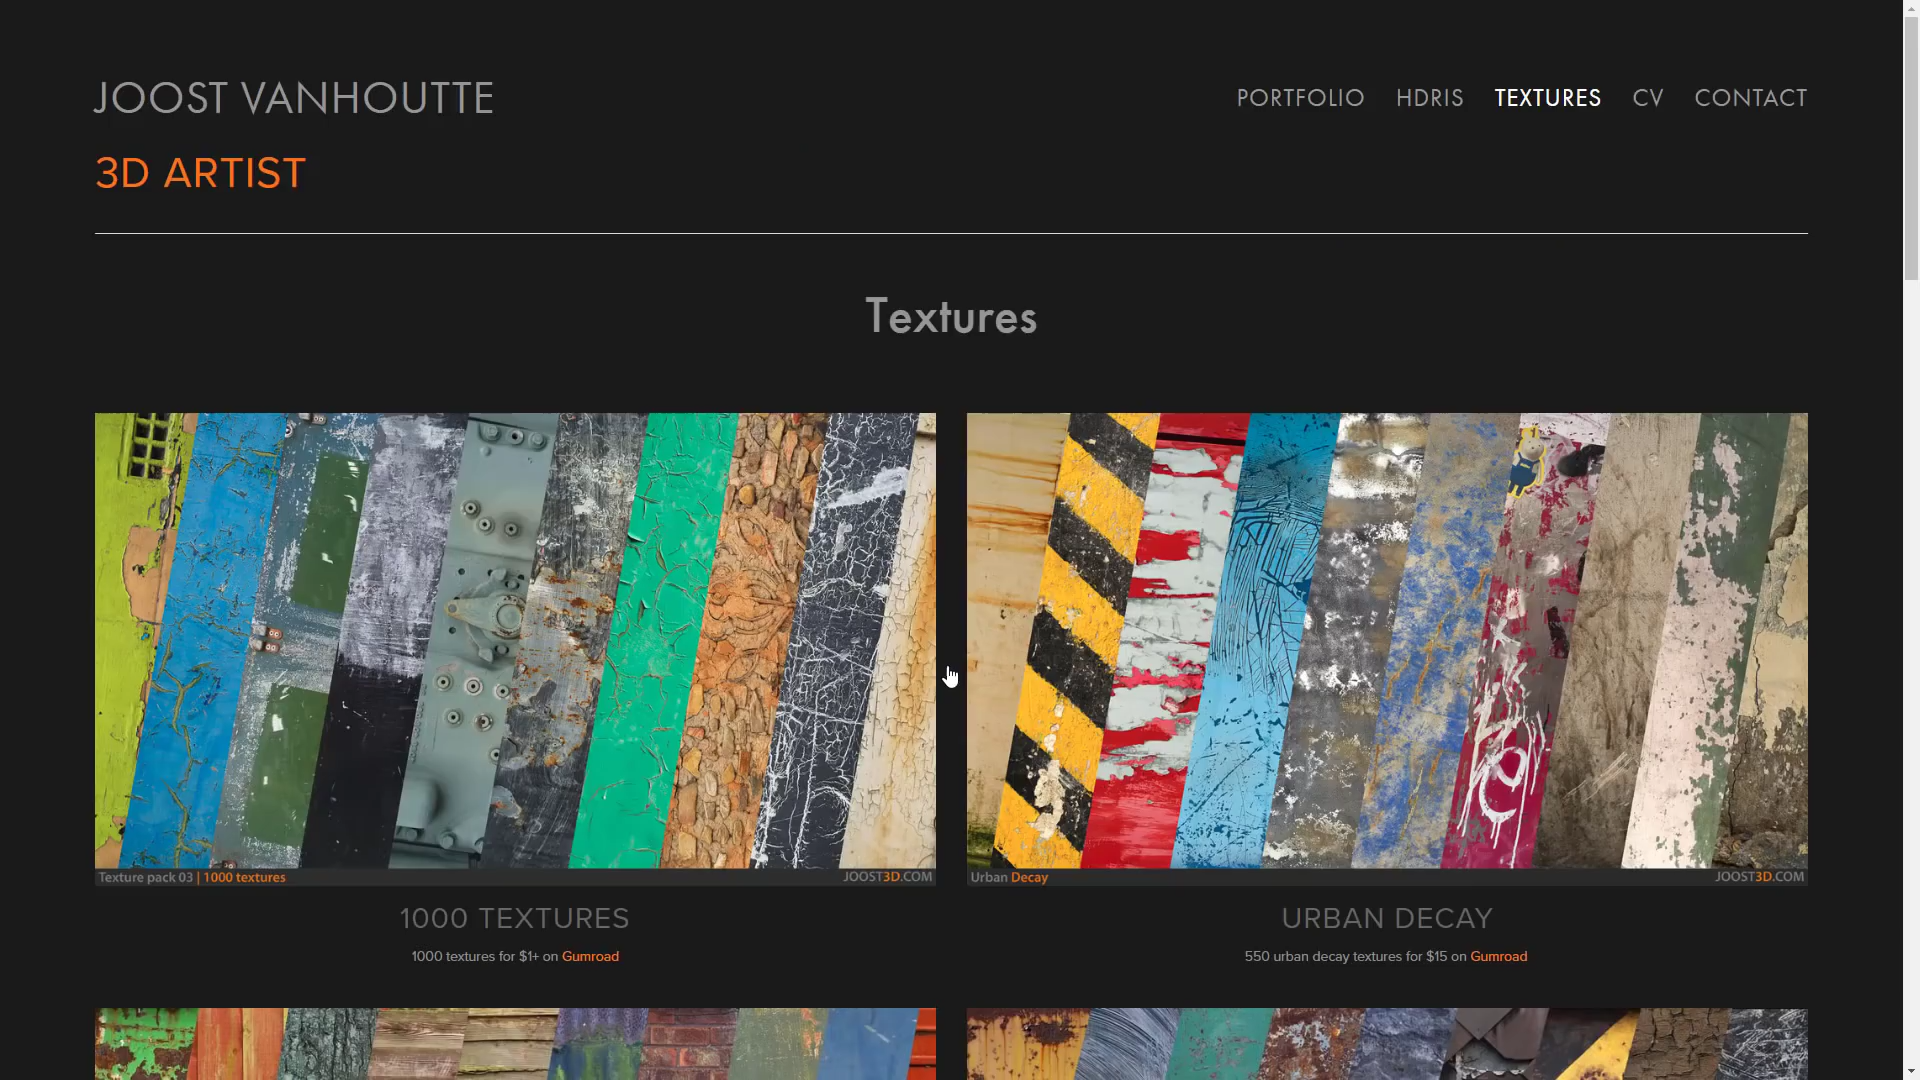 JOOST VANHOUTTE
PORTFOLIO HDRIS TEXTURES CV CONTACT
3D ARTIST
Textures
Texture pack 03 | 1000 textures
JOOST3D.COM
Urban Decay
JOOST3D.COM
1000 TEXTURES
URBAN DECAY
1000 textures for $1+ on Gumroad
550 urban decay textures for $15 on Gumroad